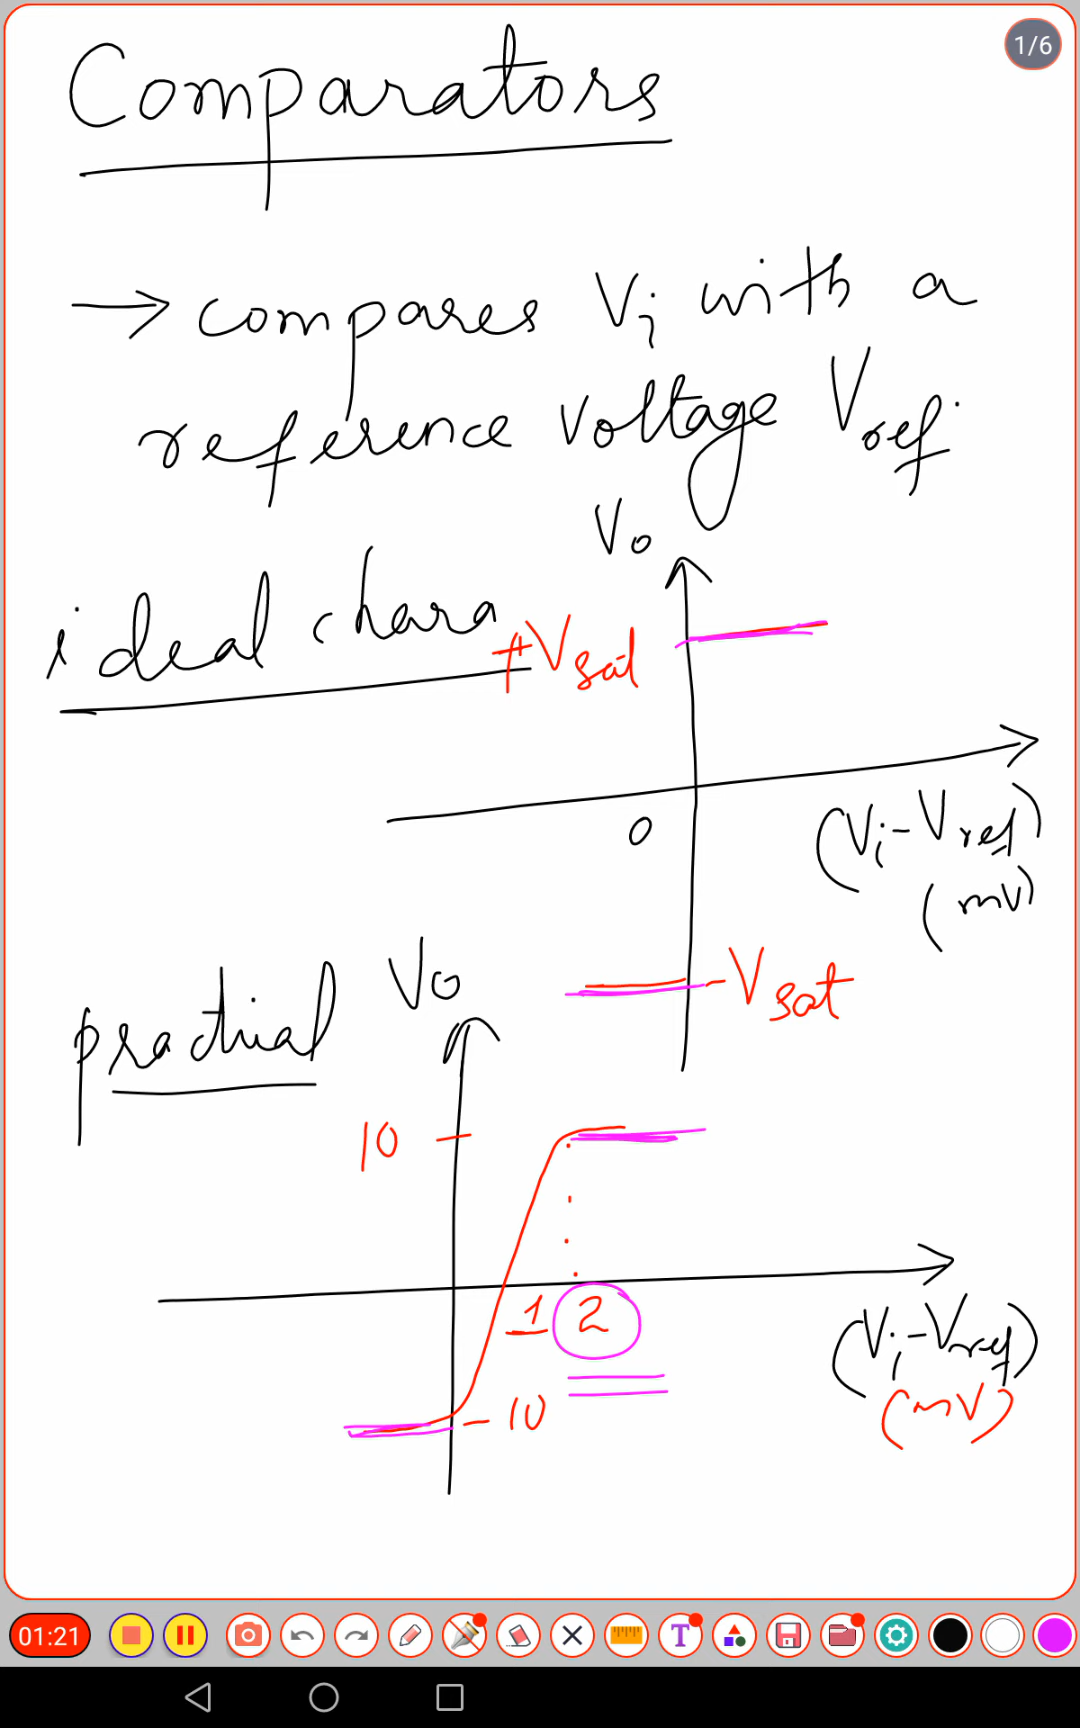 1/6
Comparators
→ compares Vi with a
reference voltage Vref.
Vo
ideal chara
+Vsat
0
(Vi-Vref)
(mV)
-Vsat
practical
Vo
10
1 2
(Vi-Vref)
(mV)
-10
01:21
T